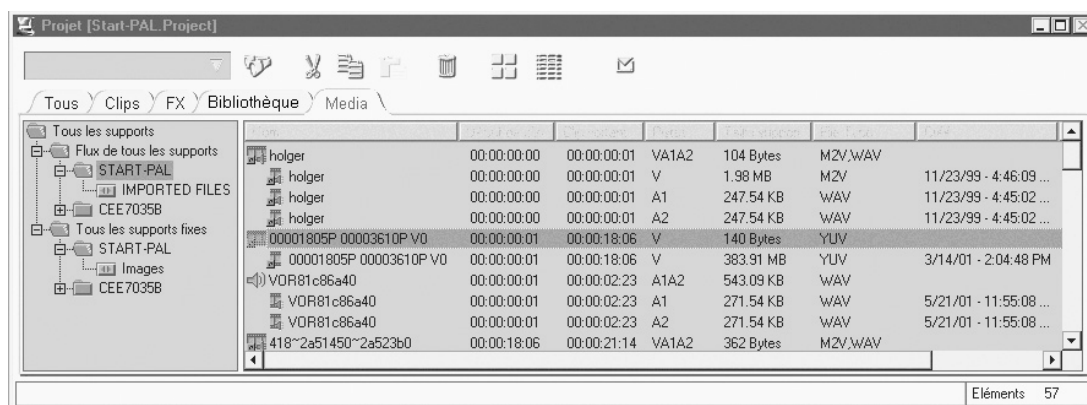 Projet [Start-PAL.Project]
Tous Clips FX Bibliothèque Media
Tous les supports
Flux de tous les supports
START-PAL
IMPORTED FILES
CEE7035B
Tous les supports fixes
START-PAL
Images
CEE7035B
holger 00:00:00:00 00:00:00:01 VA1A2 104 Bytes M2V,WAV
holger 00:00:00:00 00:00:00:01 V 1.98 MB M2V 11/23/99 - 4:46:09 ...
holger 00:00:00:00 00:00:00:01 A1 247.54 KB WAV 11/23/99 - 4:45:02 ...
holger 00:00:00:00 00:00:00:01 A2 247.54 KB WAV 11/23/99 - 4:45:02 ...
00001805P 00003610P V0 00:00:00:01 00:00:18:06 V 140 Bytes YUV
00001805P 00003610P V0 00:00:00:01 00:00:18:06 V 383.91 MB YUV 3/14/01 - 2:04:48 PM
VOR81c86a40 00:00:00:01 00:00:02:23 A1A2 543.09 KB WAV
VOR81c86a40 00:00:00:01 00:00:02:23 A1 271.54 KB WAV 5/21/01 - 11:55:08 ...
VOR81c86a40 00:00:00:01 00:00:02:23 A2 271.54 KB WAV 5/21/01 - 11:55:08 ...
418~2a51450~2a523b0 00:00:18:06 00:00:21:14 VA1A2 362 Bytes M2V,WAV
Eléments 57